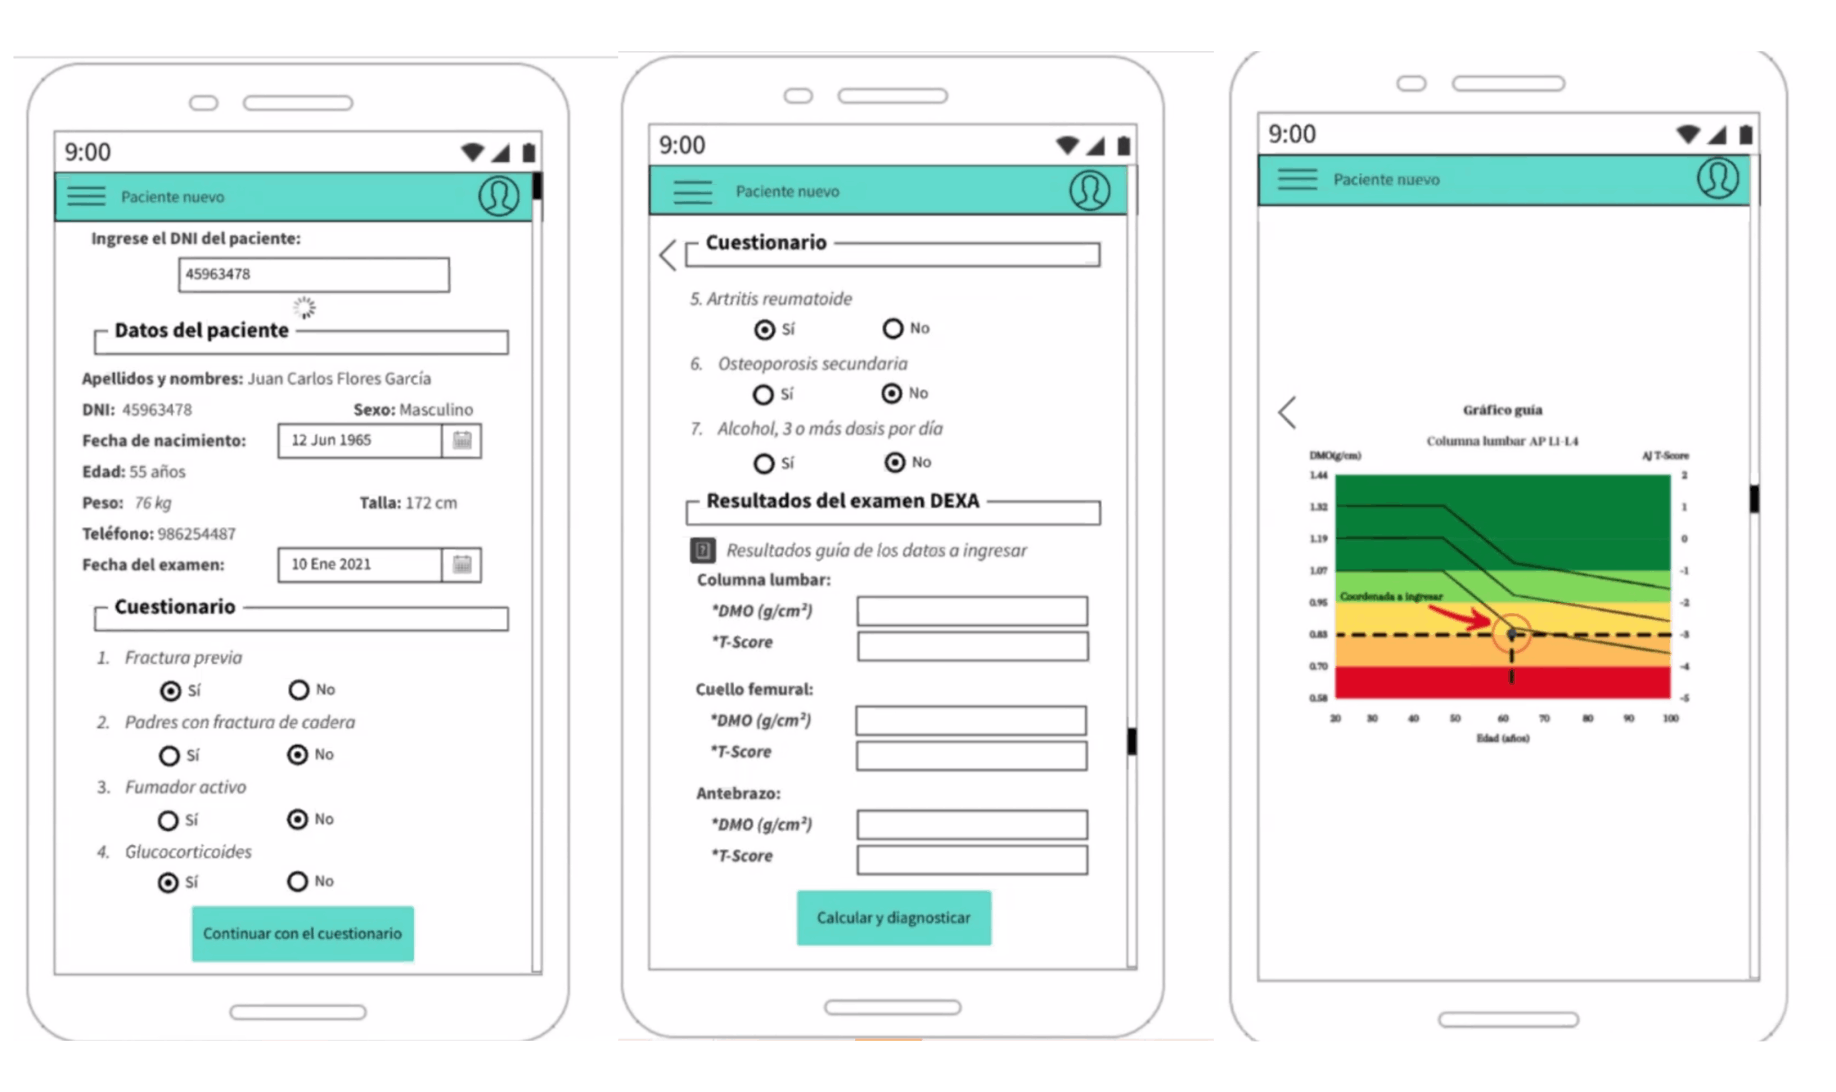 9:00
Paciente nuevo
Ingrese el DNI del paciente:
45963478
Datos del paciente
Apellidos y nombres: Juan Carlos Flores García
DNI: 45963478 Sexo: Masculino
Fecha de nacimiento: 12 Jun 1965
Edad: 55 años
Peso: 76 kg Talla: 172 cm
Teléfono: 986254487
Fecha del examen: 10 Ene 2021
Cuestionario
1. Fractura previa
Sí No
2. Padres con fractura de cadera
Sí No
3. Fumador activo
Sí No
4. Glucocorticoides
Sí No
Continuar con el cuestionario
9:00
Paciente nuevo
Cuestionario
5. Artritis reumatoide
Sí No
6. Osteoporosis secundaria
Sí No
7. Alcohol, 3 o más dosis por día
Sí No
Resultados del examen DEXA
? Resultados guía de los datos a ingresar
Columna lumbar:
*DMO (g/cm²)
*T-Score
Cuello femural:
*DMO (g/cm²)
*T-Score
Antebrazo:
*DMO (g/cm²)
*T-Score
Calcular y diagnosticar
9:00
Paciente nuevo
Gráfico guía
Columna lumbar AP L1-L4
DMO(g/cm) AJ T-Score
1.44 2
1.32 1
1.19 0
1.07 -1
Coordenada a ingresar
0.95 -2
0.83 -3
0.70 -4
0.58 -5
20 30 40 50 60 70 80 90 100
Edad (años)